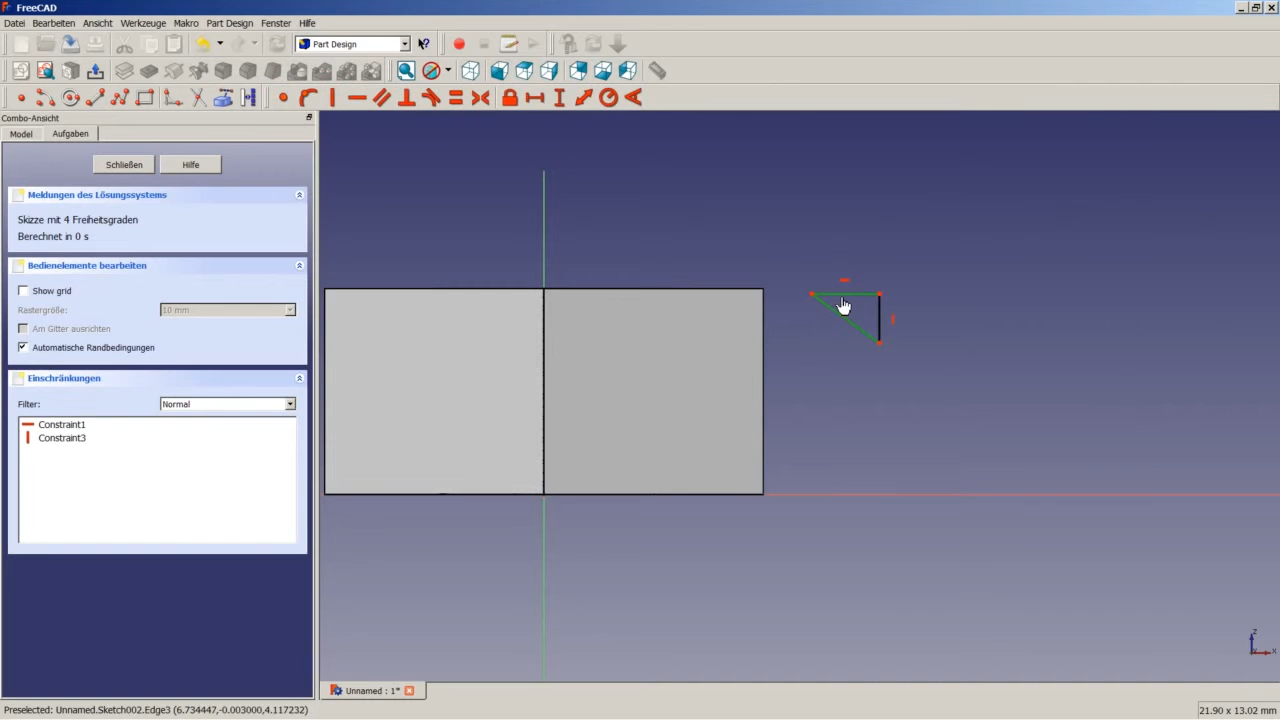 FreeCAD
Datei Bearbeiten Ansicht Werkzeuge Makro Part Design Fenster Hilfe
Part Design
Combo-Ansicht
Model Aufgaben
Schließen Hilfe
Meldungen des Lösungssystems
Skizze mit 4 Freiheitsgraden
Berechnet in 0 s
Bedienelemente bearbeiten
Show grid
Rastergröße: 10 mm
Am Gitter ausrichten
Automatische Randbedingungen
Einschränkungen
Filter: Normal
Constraint1
Constraint3
Z
X
Unnamed : 1*
Preselected: Unnamed.Sketch002.Edge3 (6.734447,-0.003000,4.117232) 21.90 x 13.02 mm